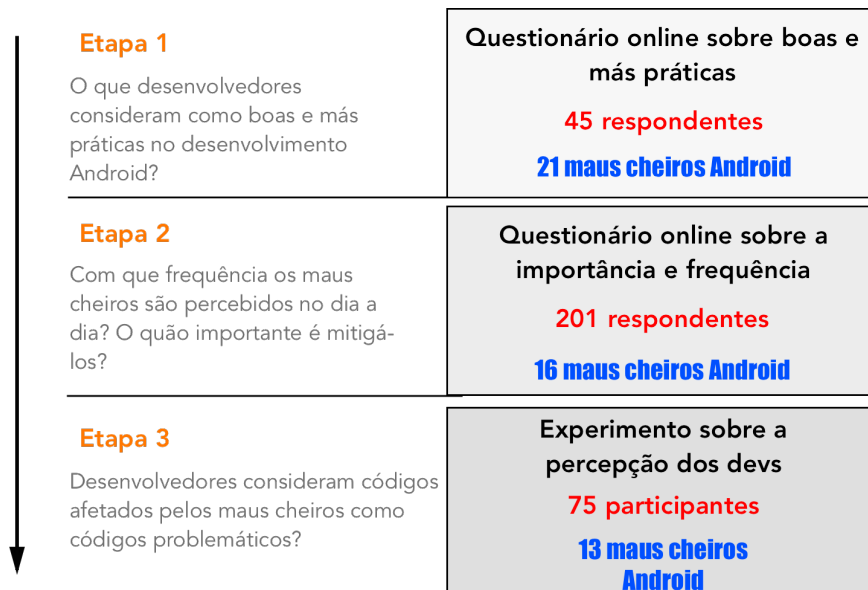 Etapa 1
O que desenvolvedores
consideram como boas e más
práticas no desenvolvimento
Android?
Questionário online sobre boas e
más práticas
45 respondentes
21 maus cheiros Android
Etapa 2
Com que frequência os maus
cheiros são percebidos no dia a
dia? O quão importante é mitigá-
los?
Questionário online sobre a
importância e frequência
201 respondentes
16 maus cheiros Android
Etapa 3
Desenvolvedores consideram códigos
afetados pelos maus cheiros como
códigos problemáticos?
Experimento sobre a
percepção dos devs
75 participantes
13 maus cheiros
Android